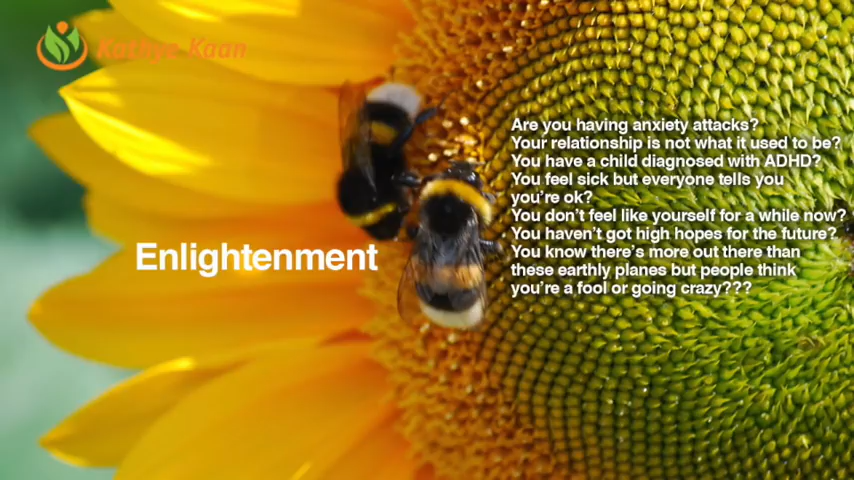 Kathye Kaan
Enlightenment
Are you having anxiety attacks?
Your relationship is not what it used to be?
You have a child diagnosed with ADHD?
You feel sick but everyone tells you
you're ok?
You don't feel like yourself for a while now?
You haven't got high hopes for the future?
You know there's more out there than
these earthly planes but people think
you're a fool or going crazy???